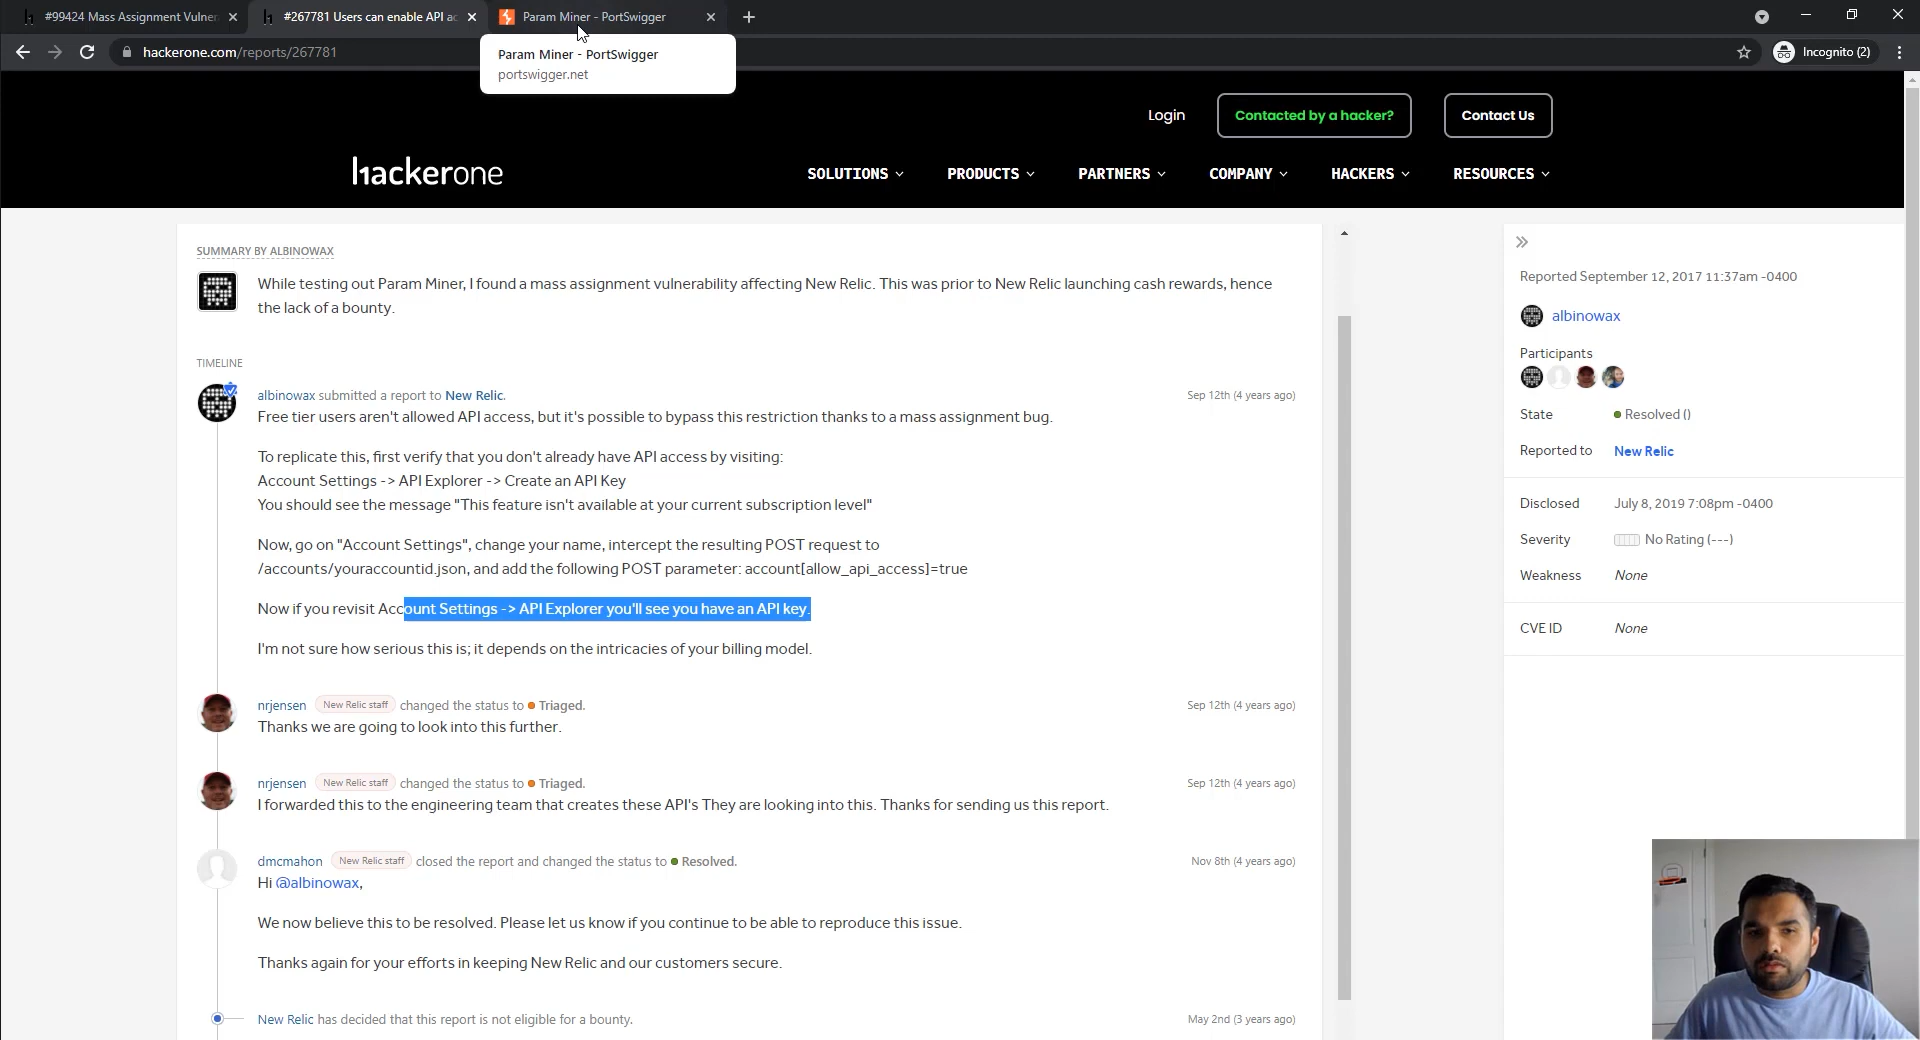 #99424 Mass Assignment Vulner
#267781 Users can enable API ac
Param Miner - PortSwigger
hackerone.com/reports/267781
Incognito (2)
Param Miner - PortSwigger
portswigger.net
Login
Contacted by a hacker?
Contact Us
hackerone
SOLUTIONS
PRODUCTS
PARTNERS
COMPANY
HACKERS
RESOURCES
SUMMARY BY ALBINOWAX
While testing out Param Miner, I found a mass assignment vulnerability affecting New Relic. This was prior to New Relic launching cash rewards, hence
the lack of a bounty.
TIMELINE
albinowax submitted a report to New Relic.
Sep 12th (4 years ago)
Free tier users aren't allowed API access, but it's possible to bypass this restriction thanks to a mass assignment bug.
To replicate this, first verify that you don't already have API access by visiting:
Account Settings -> API Explorer -> Create an API Key
You should see the message "This feature isn't available at your current subscription level"
Now, go on "Account Settings", change your name, intercept the resulting POST request to
/accounts/youraccountid.json, and add the following POST parameter: account[allow_api_access]=true
Now if you revisit Account Settings -> API Explorer you'll see you have an API key.
I'm not sure how serious this is; it depends on the intricacies of your billing model.
nrjensen New Relic staff changed the status to Triaged.
Sep 12th (4 years ago)
Thanks we are going to look into this further.
nrjensen New Relic staff changed the status to Triaged.
Sep 12th (4 years ago)
I forwarded this to the engineering team that creates these API's They are looking into this. Thanks for sending us this report.
dmcmahon New Relic staff closed the report and changed the status to Resolved.
Nov 8th (4 years ago)
Hi @albinowax,
We now believe this to be resolved. Please let us know if you continue to be able to reproduce this issue.
Thanks again for your efforts in keeping New Relic and our customers secure.
New Relic has decided that this report is not eligible for a bounty.
May 2nd (3 years ago)
Reported September 12, 2017 11:37am -0400
albinowax
Participants
State
Resolved ()
Reported to
New Relic
Disclosed
July 8, 2019 7:08pm -0400
Severity
No Rating (---)
Weakness
None
CVE ID
None